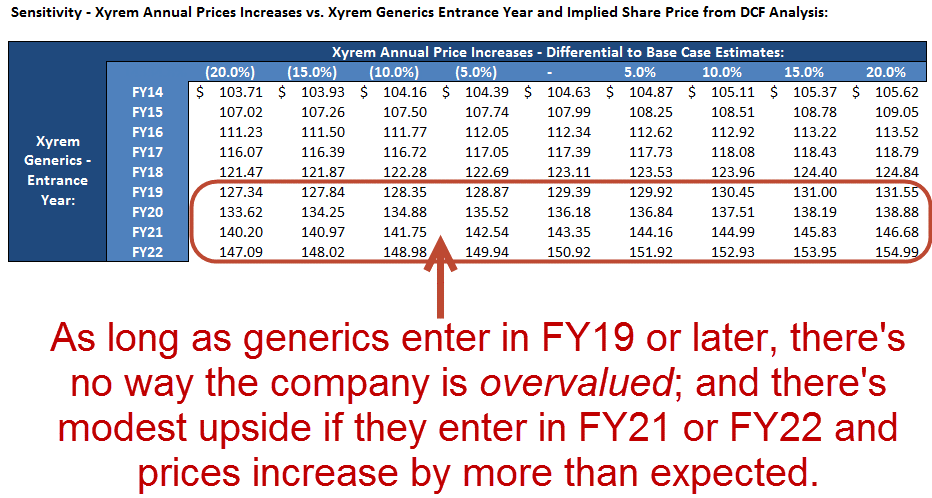 Sensitivity - Xyrem Annual Prices Increases vs. Xyrem Generics Entrance Year and Implied Share Price from DCF Analysis:
Xyrem Annual Price Increases - Differential to Base Case Estimates:
(20.0%) (15.0%) (10.0%) (5.0%) - 5.0% 10.0% 15.0% 20.0%
Xyrem
Generics -
Entrance
Year:
FY14 $ 103.71 $ 103.93 $ 104.16 $ 104.39 $ 104.63 $ 104.87 $ 105.11 $ 105.37 $ 105.62
FY15 107.02 107.26 107.50 107.74 107.99 108.25 108.51 108.78 109.05
FY16 111.23 111.50 111.77 112.05 112.34 112.62 112.92 113.22 113.52
FY17 116.07 116.39 116.72 117.05 117.39 117.73 118.08 118.43 118.79
FY18 121.47 121.87 122.28 122.69 123.11 123.53 123.96 124.40 124.84
FY19 127.34 127.84 128.35 128.87 129.39 129.92 130.45 131.00 131.55
FY20 133.62 134.25 134.88 135.52 136.18 136.84 137.51 138.19 138.88
FY21 140.20 140.97 141.75 142.54 143.35 144.16 144.99 145.83 146.68
FY22 147.09 148.02 148.98 149.94 150.92 151.92 152.93 153.95 154.99
As long as generics enter in FY19 or later, there's
no way the company is overvalued; and there's
modest upside if they enter in FY21 or FY22 and
prices increase by more than expected.